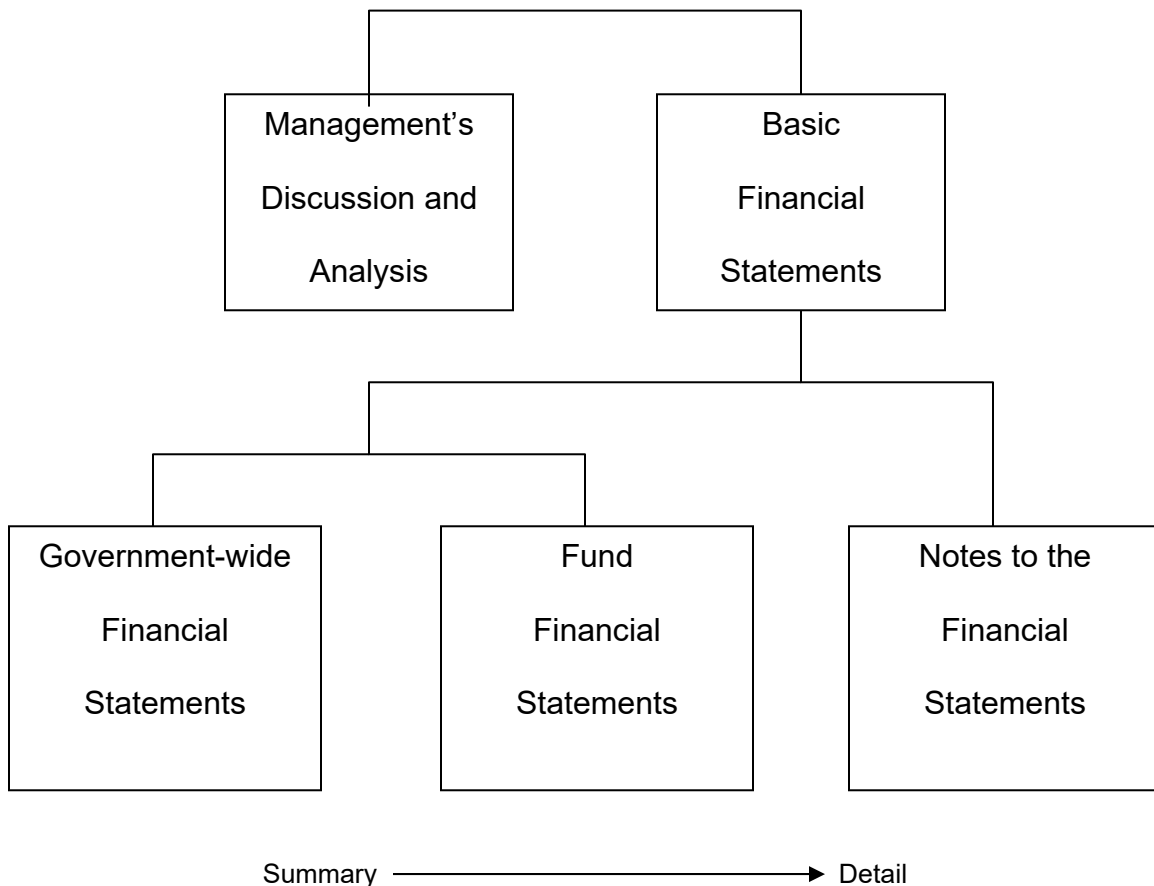 Management’s
Discussion and
Analysis
Basic
Financial
Statements
Government-wide
Financial
Statements
Fund
Financial
Statements
Notes to the
Financial
Statements
Summary
Detail